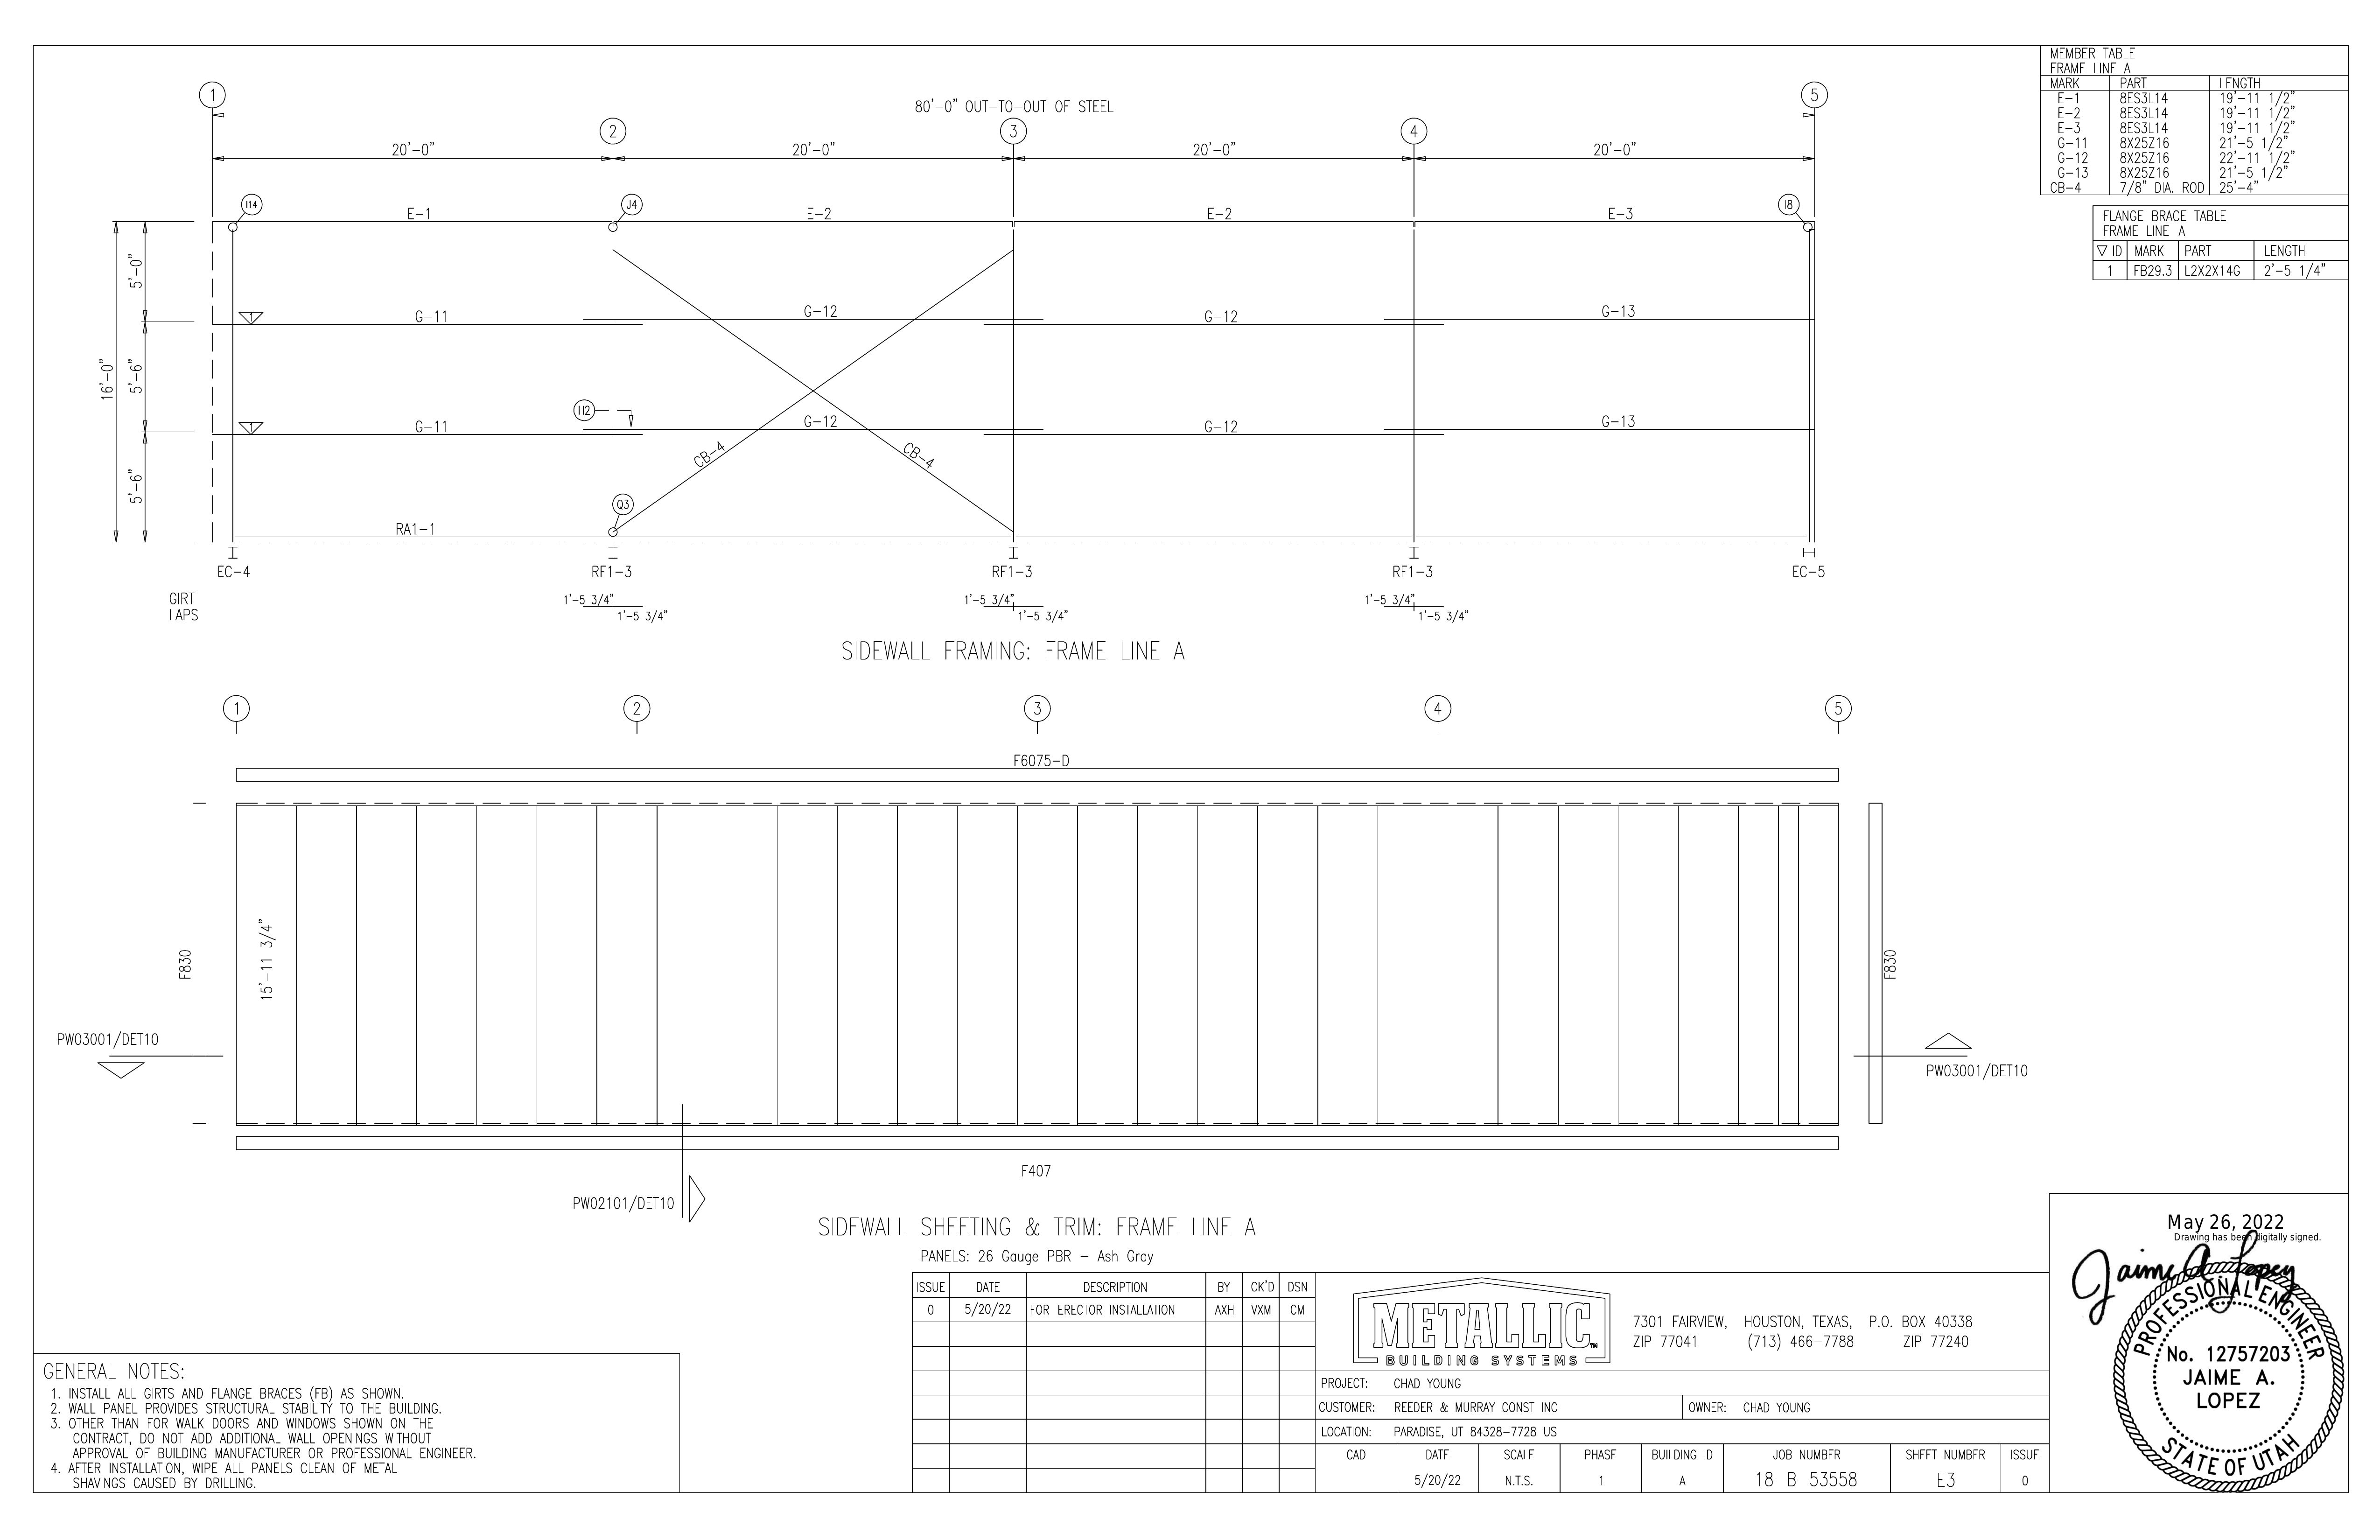 MEMBER TABLE
FRAME LINE A
MARK PART LENGTH
E-1 8ES3L14 19'-11 1/2"
E-2 8ES3L14 19'-11 1/2"
E-3 8ES3L14 19'-11 1/2"
G-11 8X25Z16 21'-5 1/2"
G-12 8X25Z16 22'-11 1/2"
G-13 8X25Z16 21'-5 1/2"
CB-4 7/8" DIA. ROD 25'-4"
FLANGE BRACE TABLE
FRAME LINE A
▽ ID MARK PART LENGTH
1 FB29.3 L2X2X14G 2'-5 1/4"
1 5
80'-0" OUT-TO-OUT OF STEEL
2 3 4
20'-0" 20'-0" 20'-0" 20'-0"
I14 J4 I8
E-1 E-2 E-2 E-3
5'-0"
1 G-11 G-12 G-12 G-13
16'-0" 5'-6"
H2
1 G-11 G-12 G-12 G-13
CB-4 CB-4
5'-6"
Q3
RA1-1
EC-4 RF1-3 RF1-3 RF1-3 EC-5
GIRT
LAPS
1'-5 3/4" 1'-5 3/4" 1'-5 3/4"
1'-5 3/4" 1'-5 3/4" 1'-5 3/4"
SIDEWALL FRAMING: FRAME LINE A
1 2 3 4 5
F6075-D
F830 15'-11 3/4" F830
PW03001/DET10
PW03001/DET10
F407
PW02101/DET10
SIDEWALL SHEETING & TRIM: FRAME LINE A
PANELS: 26 Gauge PBR - Ash Gray
GENERAL NOTES:
1. INSTALL ALL GIRTS AND FLANGE BRACES (FB) AS SHOWN.
2. WALL PANEL PROVIDES STRUCTURAL STABILITY TO THE BUILDING.
3. OTHER THAN FOR WALK DOORS AND WINDOWS SHOWN ON THE
CONTRACT, DO NOT ADD ADDITIONAL WALL OPENINGS WITHOUT
APPROVAL OF BUILDING MANUFACTURER OR PROFESSIONAL ENGINEER.
4. AFTER INSTALLATION, WIPE ALL PANELS CLEAN OF METAL
SHAVINGS CAUSED BY DRILLING.
ISSUE DATE DESCRIPTION BY CK'D DSN
0 5/20/22 FOR ERECTOR INSTALLATION AXH VXM CM
METALLIC™
BUILDING SYSTEMS
7301 FAIRVIEW, HOUSTON, TEXAS, P.O. BOX 40338
ZIP 77041 (713) 466-7788 ZIP 77240
PROJECT: CHAD YOUNG
CUSTOMER: REEDER & MURRAY CONST INC OWNER: CHAD YOUNG
LOCATION: PARADISE, UT 84328-7728 US
CAD DATE SCALE PHASE BUILDING ID JOB NUMBER SHEET NUMBER ISSUE
5/20/22 N.T.S. 1 A 18-B-53558 E3 0
May 26, 2022
Drawing has been digitally signed.
Jaime A Lopez
PROFESSIONAL ENGINEER
No. 12757203
JAIME A.
LOPEZ
STATE OF UTAH